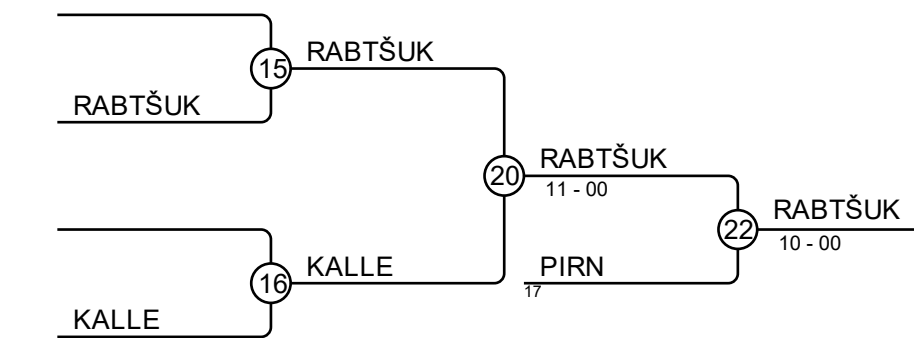 RABTŠUK
15
RABTŠUK
RABTŠUK
11 - 00
20
RABTŠUK
10 - 00
22
KALLE
16
PIRN
17
KALLE